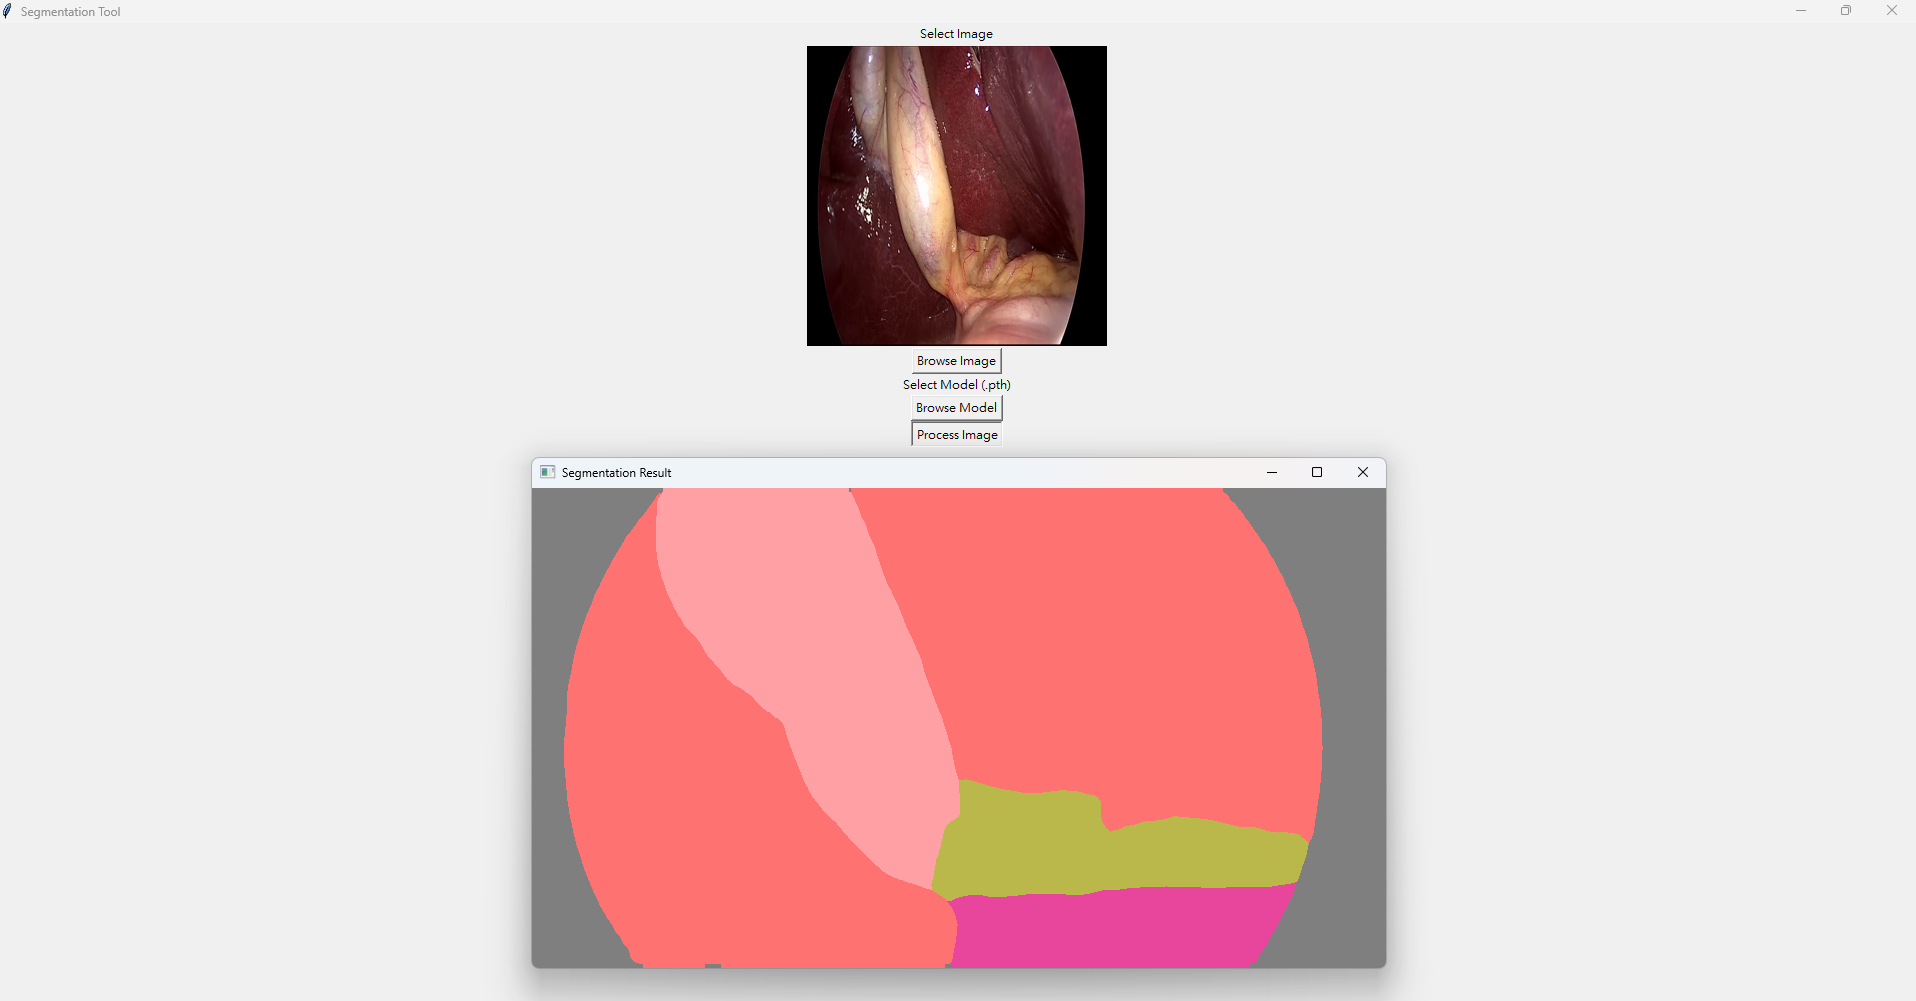 Segmentation Tool
Select Image
Browse Image
Select Model (.pth)
Browse Model
Process Image
Segmentation Result